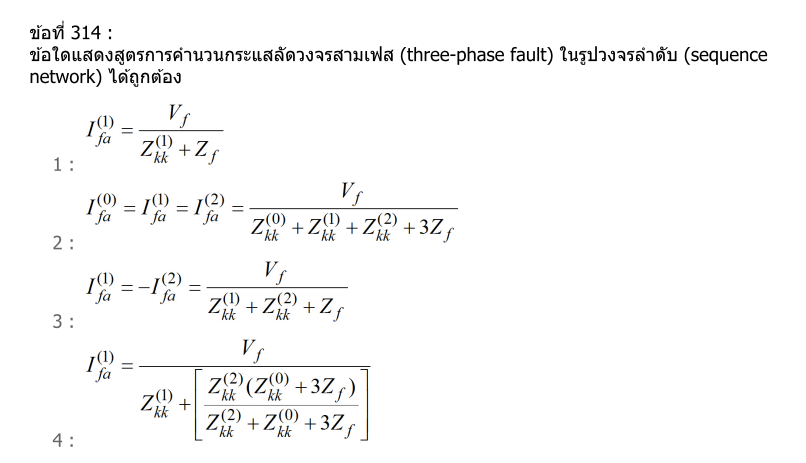 ข้อที่ 314 :
ข้อใดแสดงสูตรการคำนวนกระแสลัดวงจรสามเฟส (three-phase fault) ในรูปวงจรลำดับ (sequence
network) ได้ถูกต้อง
1 : I_{fa}^{(1)} = \frac{V_f}{Z_{kk}^{(1)} + Z_f}
2 : I_{fa}^{(0)} = I_{fa}^{(1)} = I_{fa}^{(2)} = \frac{V_f}{Z_{kk}^{(0)} + Z_{kk}^{(1)} + Z_{kk}^{(2)} + 3Z_f}
3 : I_{fa}^{(1)} = -I_{fa}^{(2)} = \frac{V_f}{Z_{kk}^{(1)} + Z_{kk}^{(2)} + Z_f}
4 : I_{fa}^{(1)} = \frac{V_f}{Z_{kk}^{(1)} + \left[ \frac{Z_{kk}^{(2)} (Z_{kk}^{(0)} + 3Z_f)}{Z_{kk}^{(2)} + Z_{kk}^{(0)} + 3Z_f} \right]}